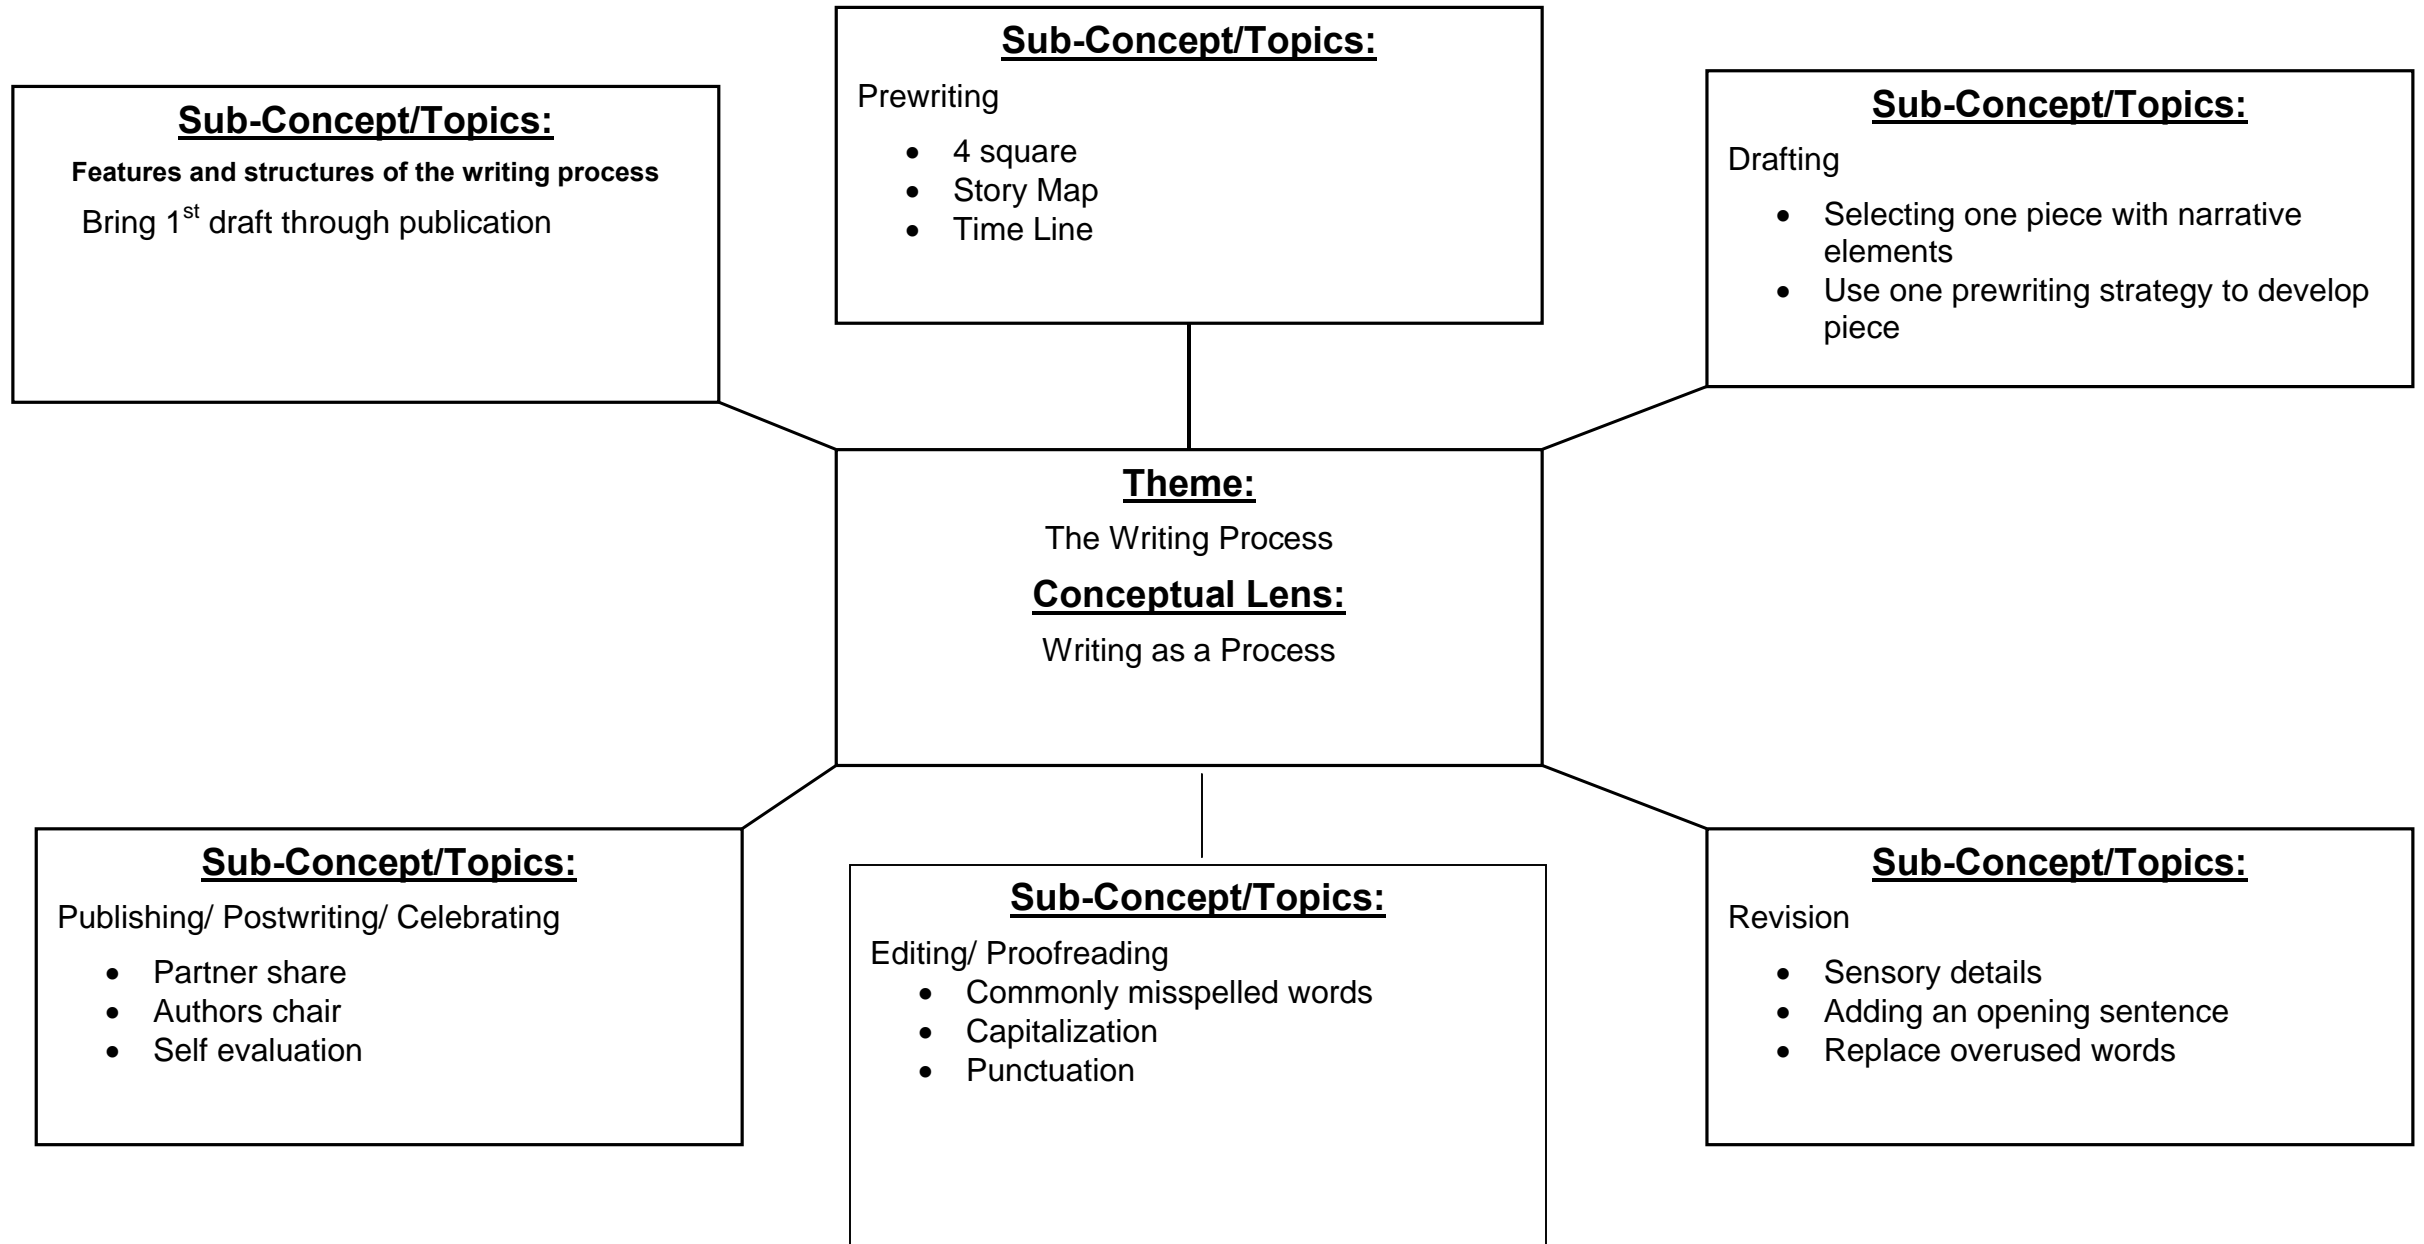 Sub-Concept/Topics:
Features and structures of the writing process
Bring 1st draft through publication
Sub-Concept/Topics:
Prewriting
• 4 square
• Story Map
• Time Line
Sub-Concept/Topics:
Drafting
• Selecting one piece with narrative
elements
• Use one prewriting strategy to develop
piece
Theme:
The Writing Process
Conceptual Lens:
Writing as a Process
Sub-Concept/Topics:
Publishing/ Postwriting/ Celebrating
• Partner share
• Authors chair
• Self evaluation
Sub-Concept/Topics:
Editing/ Proofreading
• Commonly misspelled words
• Capitalization
• Punctuation
Sub-Concept/Topics:
Revision
• Sensory details
• Adding an opening sentence
• Replace overused words